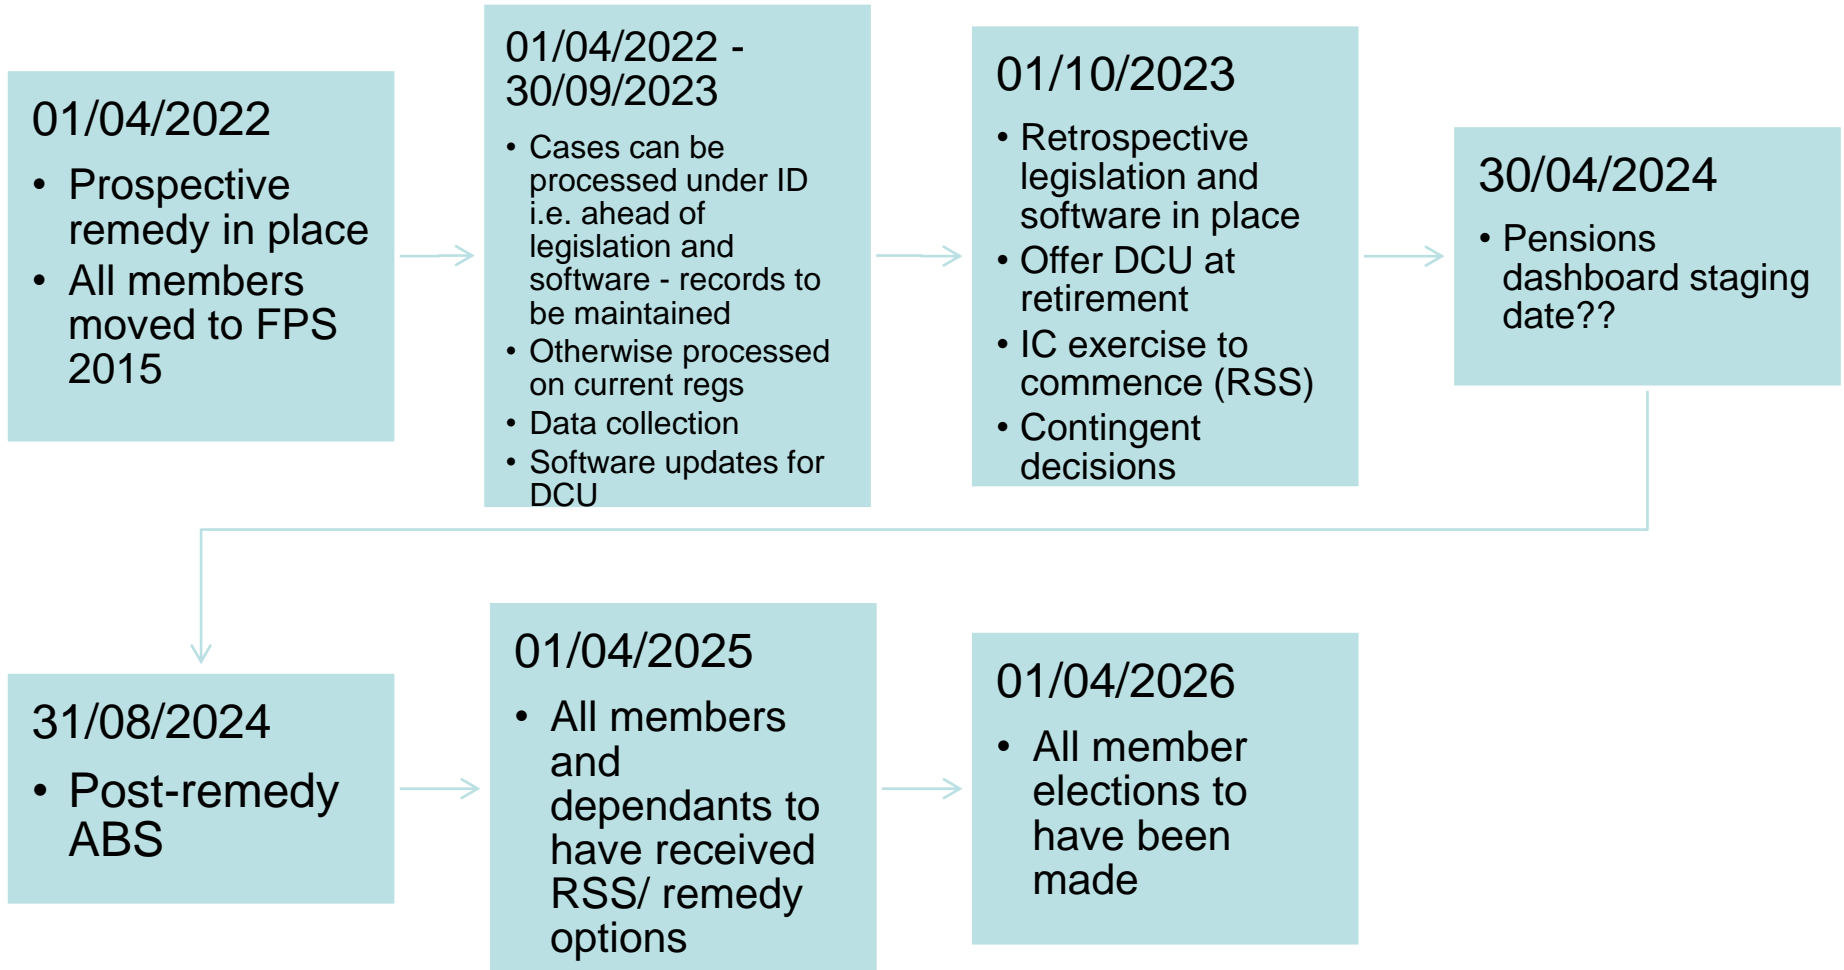 01/04/2022
• Prospective
remedy in place
• All members
moved to FPS
2015
01/04/2022 -
30/09/2023
• Cases can be
processed under ID
i.e. ahead of
legislation and
software - records to
be maintained
• Otherwise processed
on current regs
• Data collection
• Software updates for
DCU
01/10/2023
• Retrospective
legislation and
software in place
• Offer DCU at
retirement
• IC exercise to
commence (RSS)
• Contingent
decisions
30/04/2024
• Pensions
dashboard staging
date??
31/08/2024
• Post-remedy
ABS
01/04/2025
• All members
and
dependants to
have received
RSS/ remedy
options
01/04/2026
• All member
elections to
have been
made